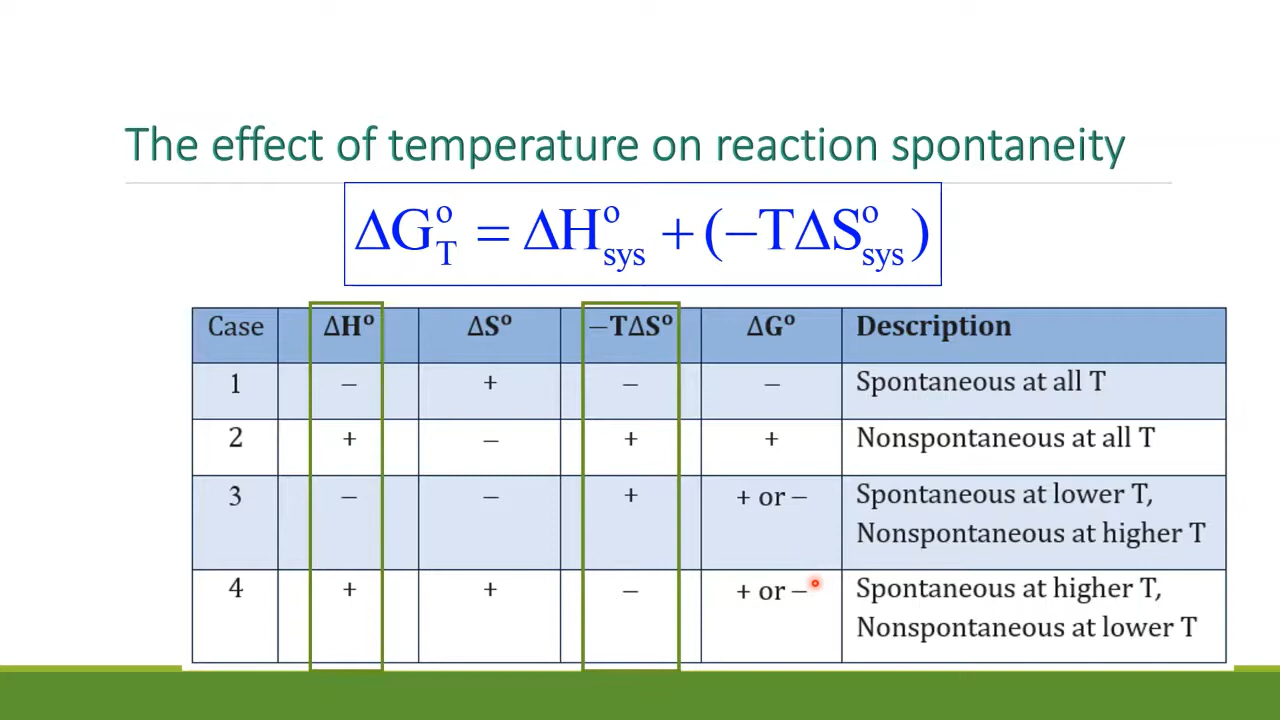 The effect of temperature on reaction spontaneity
ΔG°T = ΔH°sys + (−TΔS°sys)
Case ΔH° ΔS° −TΔS° ΔG° Description
1 − + − − Spontaneous at all T
2 + − + + Nonspontaneous at all T
3 − − + + or − Spontaneous at lower T,
Nonspontaneous at higher T
4 + + − + or − Spontaneous at higher T,
Nonspontaneous at lower T